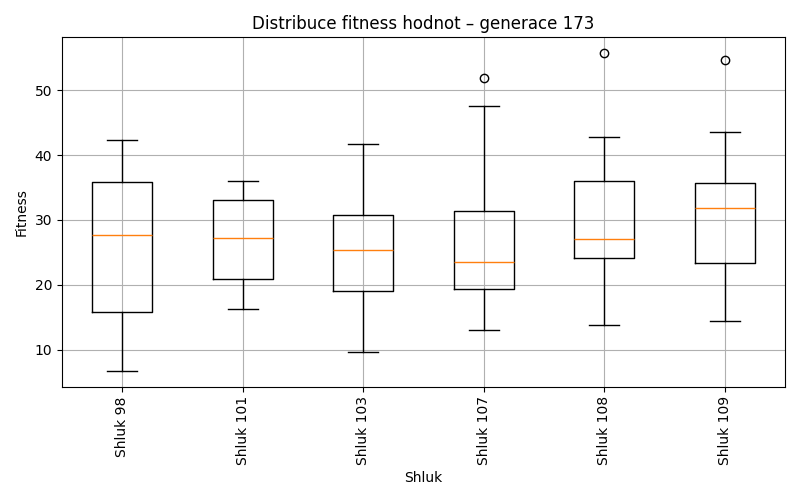 Distribuce fitness hodnot – generace 173
Fitness
50
40
30
20
10
Shluk 98
Shluk 101
Shluk 103
Shluk 107
Shluk 108
Shluk 109
Shluk